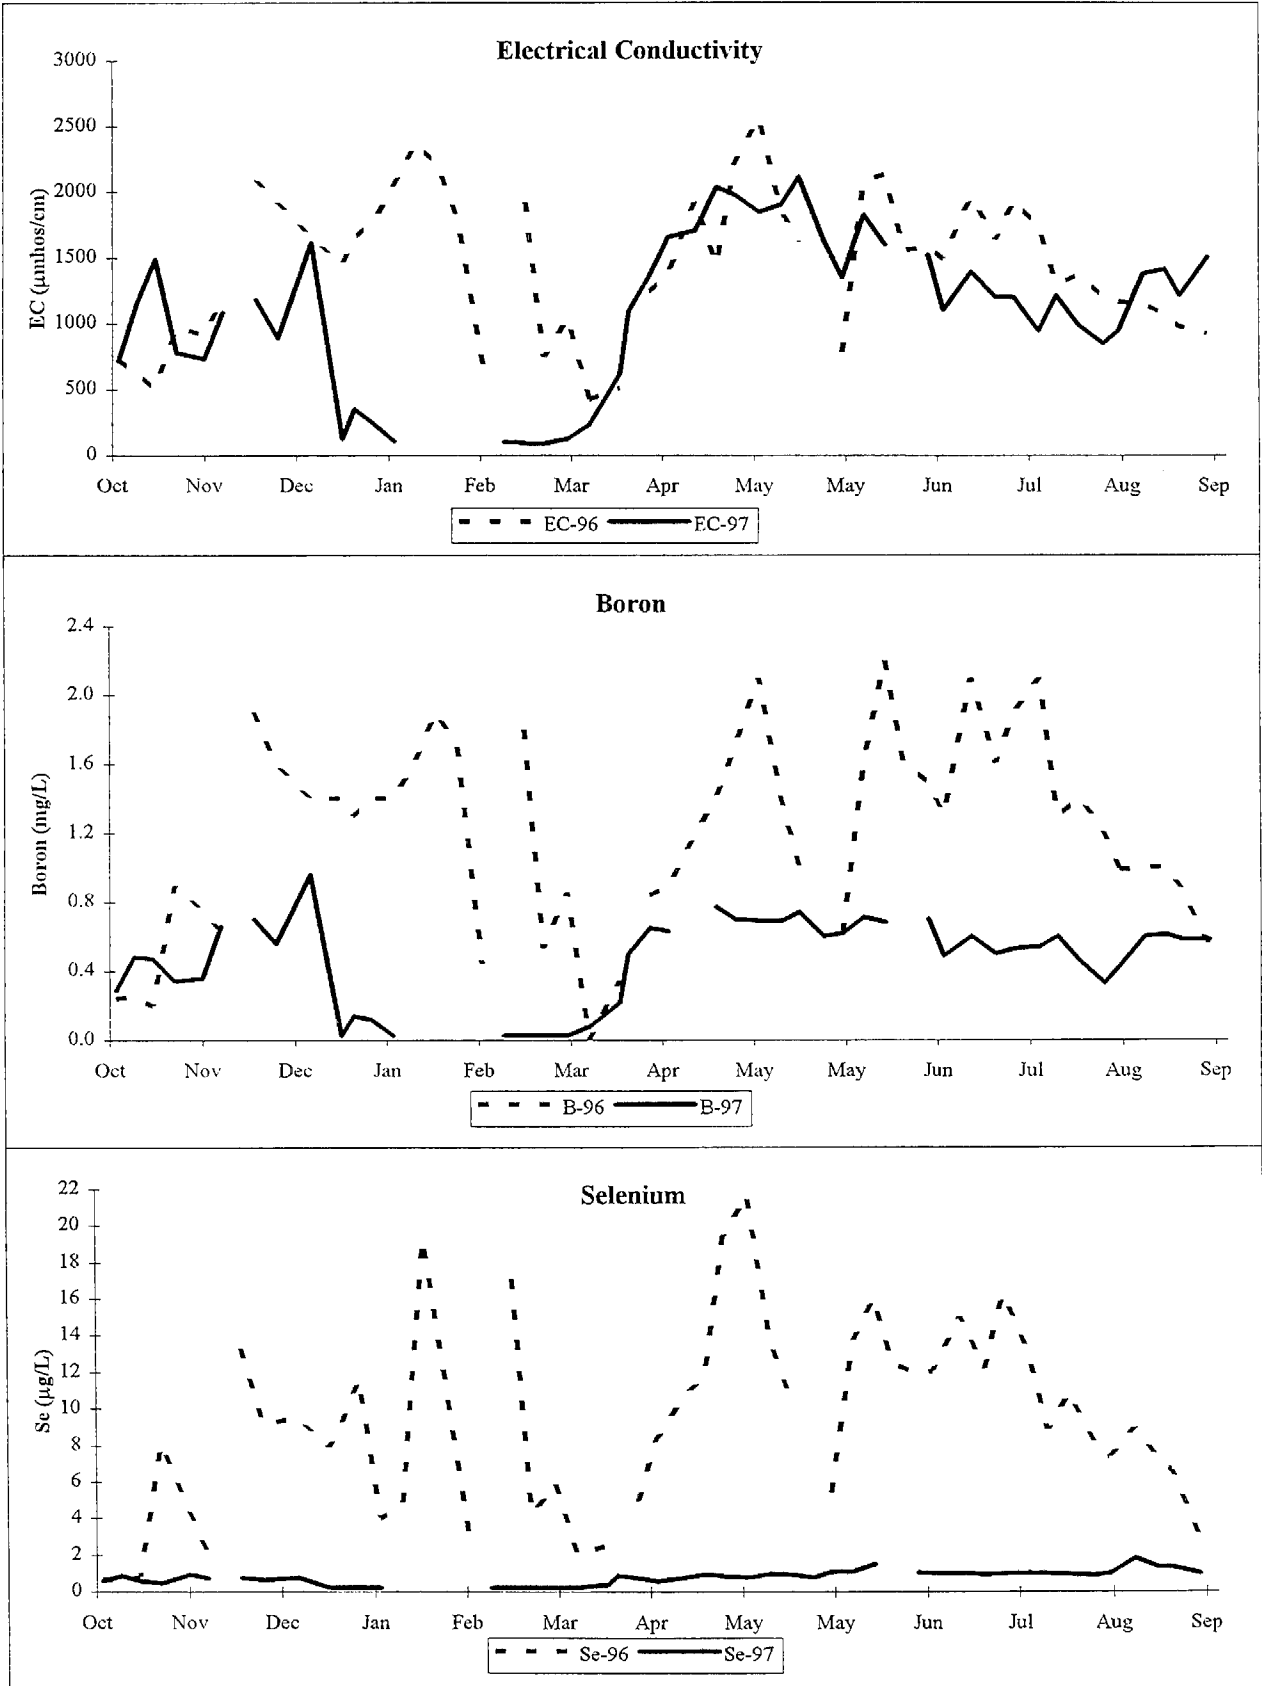 Electrical Conductivity
3000
2500
2000
1500
1000
500
0
EC (µmhos/cm)
Oct Nov Dec Jan Feb Mar Apr May May Jun Jul Aug Sep
EC-96 EC-97
Boron
2.4
2.0
1.6
1.2
0.8
0.4
0.0
Boron (mg/L)
Oct Nov Dec Jan Feb Mar Apr May May Jun Jul Aug Sep
B-96 B-97
Selenium
22
20
18
16
14
12
10
8
6
4
2
0
Se (µg/L)
Oct Nov Dec Jan Feb Mar Apr May May Jun Jul Aug Sep
Se-96 Se-97